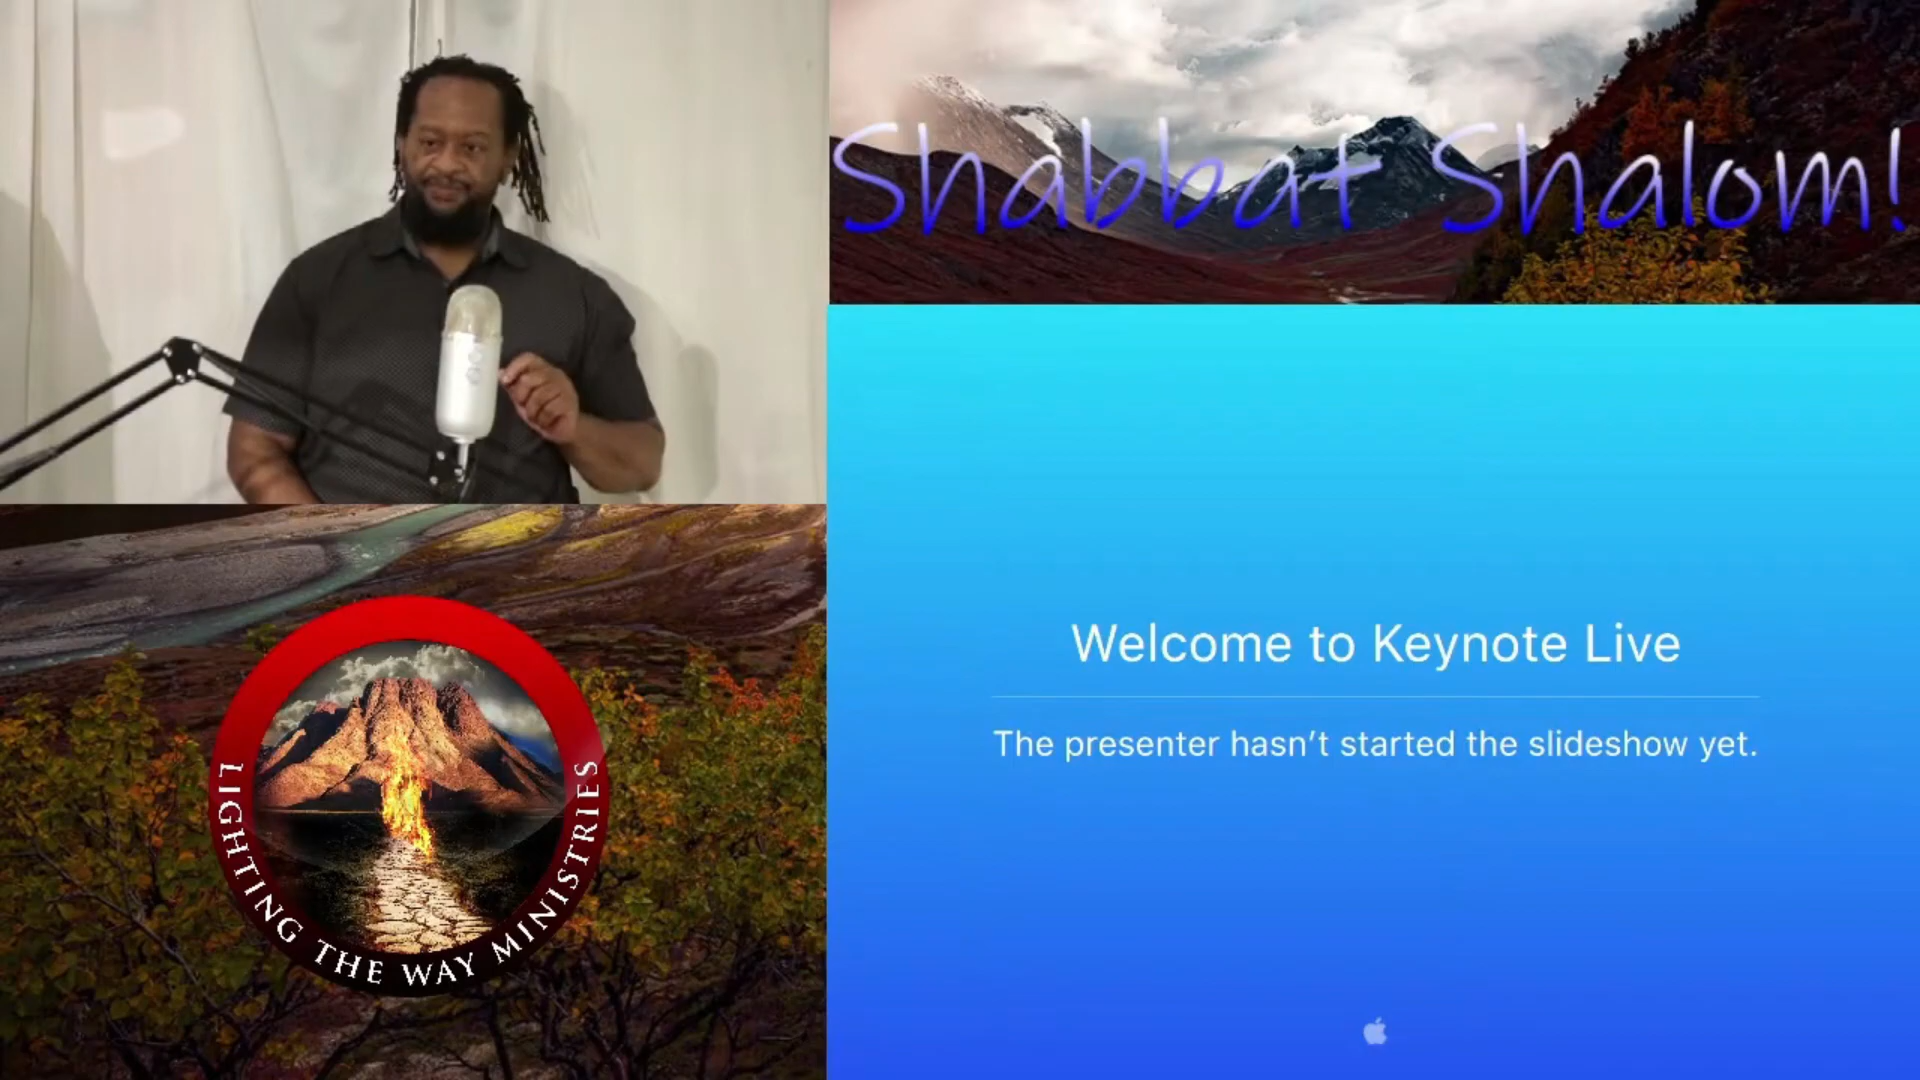 Shabbat Shalom!
Welcome to Keynote Live
The presenter hasn't started the slideshow yet.
LIGHTING THE WAY MINISTRIES